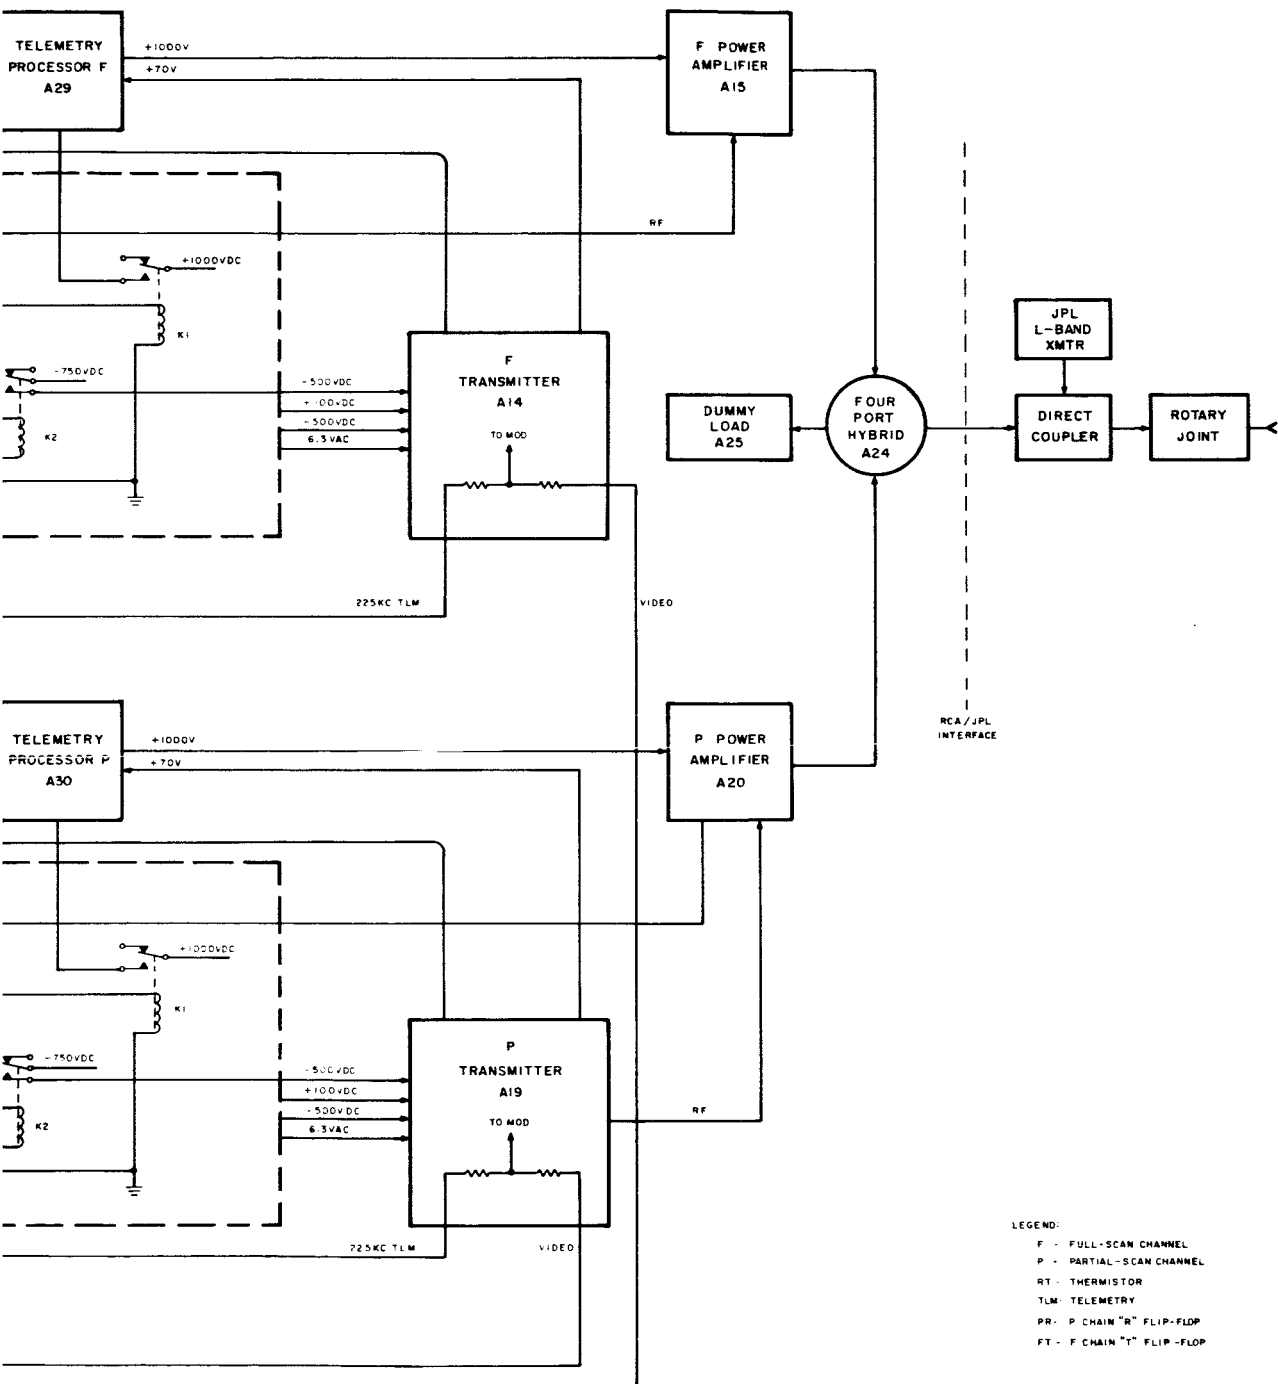 TELEMETRY
PROCESSOR F
A29
+1000V
+70V
F POWER
AMPLIFIER
A15
RF
+1000VDC
K1
-750VDC
K2
F
TRANSMITTER
A14
TO MOD
-500VDC
+100VDC
-500VDC
6.3VAC
225KC TLM
VIDEO
DUMMY
LOAD
A25
FOUR
PORT
HYBRID
A24
JPL
L-BAND
XMTR
DIRECT
COUPLER
ROTARY
JOINT
RCA/JPL
INTERFACE
TELEMETRY
PROCESSOR P
A30
+1000V
+70V
P POWER
AMPLIFIER
A20
+1000VDC
K1
-750VDC
K2
P
TRANSMITTER
A19
TO MOD
-500VDC
+100VDC
-500VDC
6.3VAC
RF
225KC TLM
VIDEO
LEGEND:
F - FULL-SCAN CHANNEL
P - PARTIAL-SCAN CHANNEL
RT - THERMISTOR
TLM- TELEMETRY
PR- P CHAIN "R" FLIP-FLOP
FT - F CHAIN "T" FLIP-FLOP